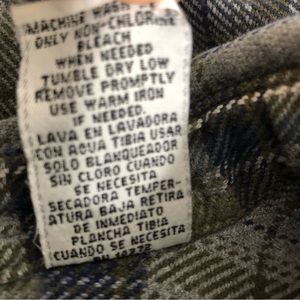 MACHINE WASH
ONLY NON-CHLORINE
BLEACH
WHEN NEEDED
TUMBLE DRY LOW
REMOVE PROMPTLY
USE WARM IRON
IF NEEDED.
LAVA EN LAVADORA
CON AGUA TIBIA USAR
SOLO BLANQUEADOR
SIN CLORO CUANDO
SE NECESITA
SECADORA TEMPER-
ATURA BAJA RETIRA
DE INMEDIATO
PLANCHA TIBIA
CUANDO SE NECESITA